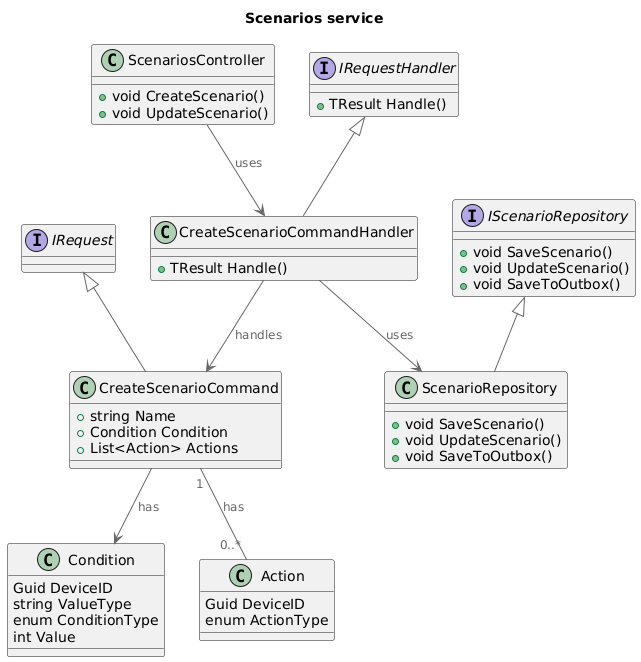 Scenarios service
C ScenariosController
void CreateScenario()
void UpdateScenario()
I IRequestHandler
TResult Handle()
uses
I IRequest
C CreateScenarioCommandHandler
TResult Handle()
I IScenarioRepository
void SaveScenario()
void UpdateScenario()
void SaveToOutbox()
handles
uses
C CreateScenarioCommand
string Name
Condition Condition
List<Action> Actions
C ScenarioRepository
void SaveScenario()
void UpdateScenario()
void SaveToOutbox()
has
1
has
0..*
C Condition
Guid DeviceID
string ValueType
enum ConditionType
int Value
C Action
Guid DeviceID
enum ActionType